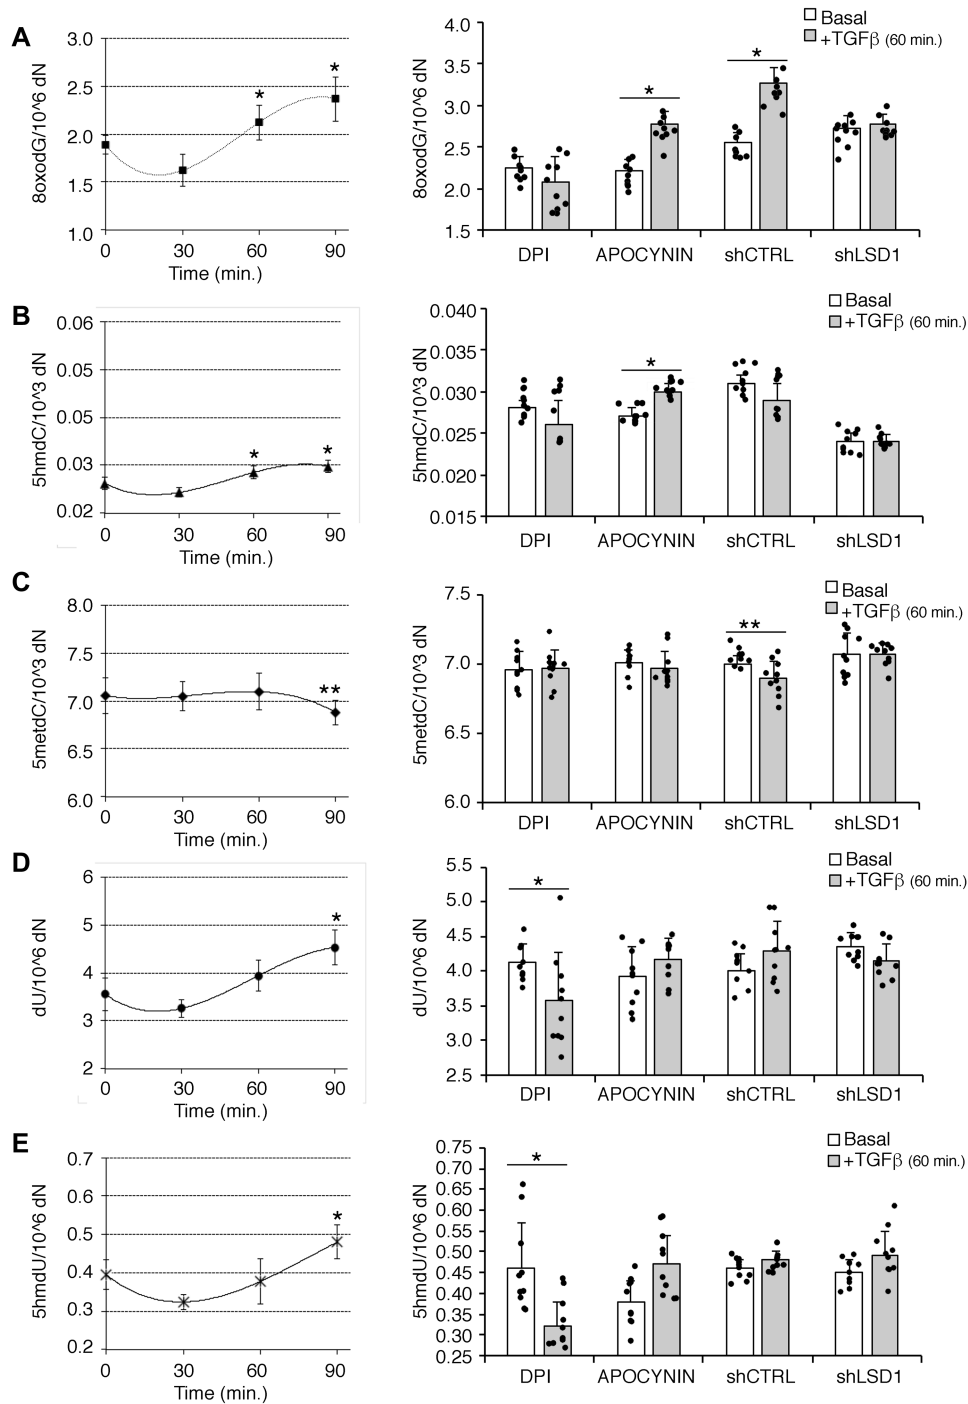 A
8oxodG/10^6 dN
3.0
2.5
2.0
1.5
1.0
* *
0 30 60 90
Time (min.)
8oxodG/10^6 dN
4.0
3.5
3.0
2.5
2.0
1.5
Basal
+TGFβ (60 min.)
* *
DPI APOCYNIN shCTRL shLSD1
B
5hmdC/10^3 dN
0.06
0.05
0.05
0.03
0.02
* *
0 30 60 90
Time (min.)
5hmdC/10^3 dN
0.040
0.035
0.030
0.025
0.020
0.015
Basal
+TGFβ (60 min.)
*
DPI APOCYNIN shCTRL shLSD1
C
5metdC/10^3 dN
8.0
7.5
7.0
6.5
6.0
**
0 30 60 90
Time (min.)
5metdC/10^3 dN
7.5
7.0
6.5
6.0
Basal
+TGFβ (60 min.)
**
DPI APOCYNIN shCTRL shLSD1
D
dU/10^6 dN
6
5
4
3
2
*
0 30 60 90
Time (min.)
dU/10^6 dN
5.5
5.0
4.5
4.0
3.5
3.0
2.5
Basal
+TGFβ (60 min.)
*
DPI APOCYNIN shCTRL shLSD1
E
5hmdU/10^6 dN
0.7
0.6
0.5
0.4
0.3
0.2
*
0 30 60 90
Time (min.)
5hmdU/10^6 dN
0.75
0.70
0.65
0.60
0.55
0.50
0.45
0.40
0.35
0.30
0.25
Basal
+TGFβ (60 min.)
*
DPI APOCYNIN shCTRL shLSD1